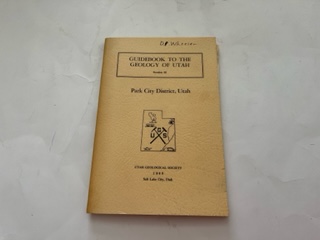 GUIDEBOOK TO THE
GEOLOGY OF UTAH
Park City District, Utah
U G S
UTAH GEOLOGICAL SOCIETY
Salt Lake City, Utah